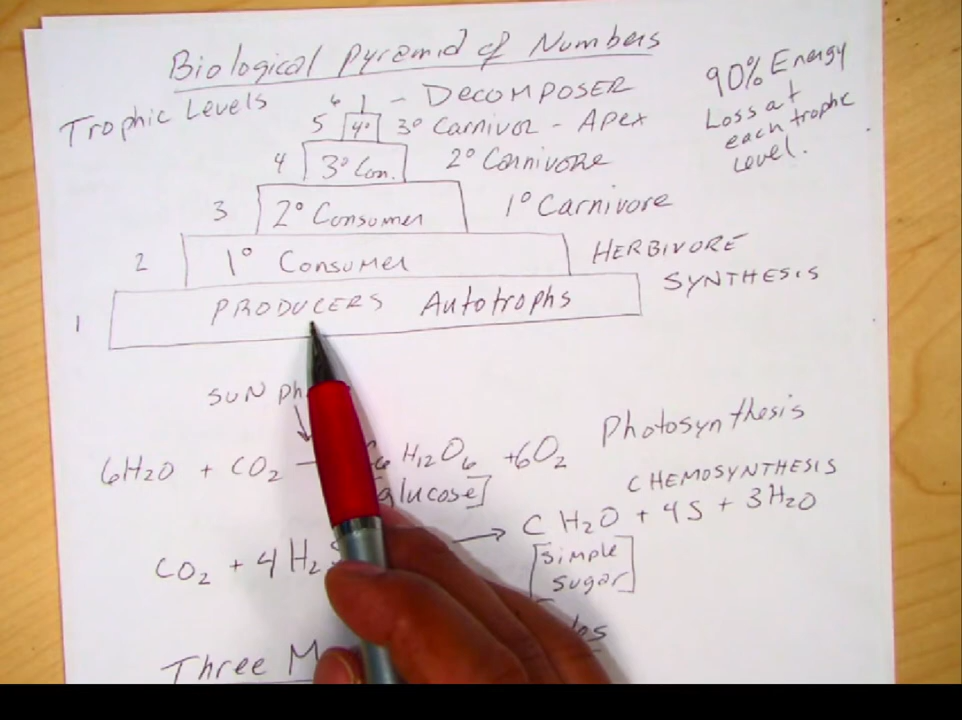 Biological Pyramid of Numbers
Trophic Levels
6 1 - DECOMPOSER
5 4° 3° Carnivor - Apex
4 3° Con. 2° Carnivore
3 2° Consumer 1° Carnivore
2 1° Consumer HERBIVORE
1 PRODUCERS Autotrophs SYNTHESIS
90% Energy
Loss at
each trophic
Level.
SUN
Photosynthesis
6H2O + CO2 H12O6 +6O2
[glucose]
CHEMOSYNTHESIS
CO2 + 4H2 → CH2O + 4S + 3H2O
[simple
sugar]
Three